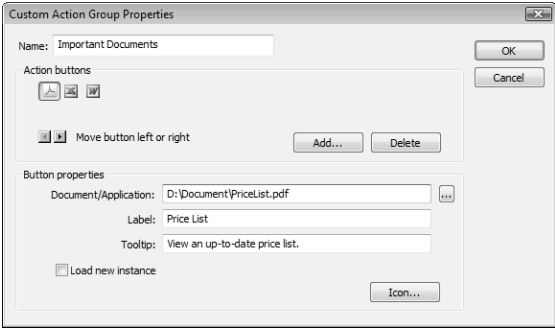 Custom Action Group Properties
Name: Important Documents
OK
Action buttons
Cancel
Move button left or right
Add... Delete
Button properties
Document/Application: D:\Document\PriceList.pdf ...
Label: Price List
Tooltip: View an up-to-date price list.
Load new instance
Icon...